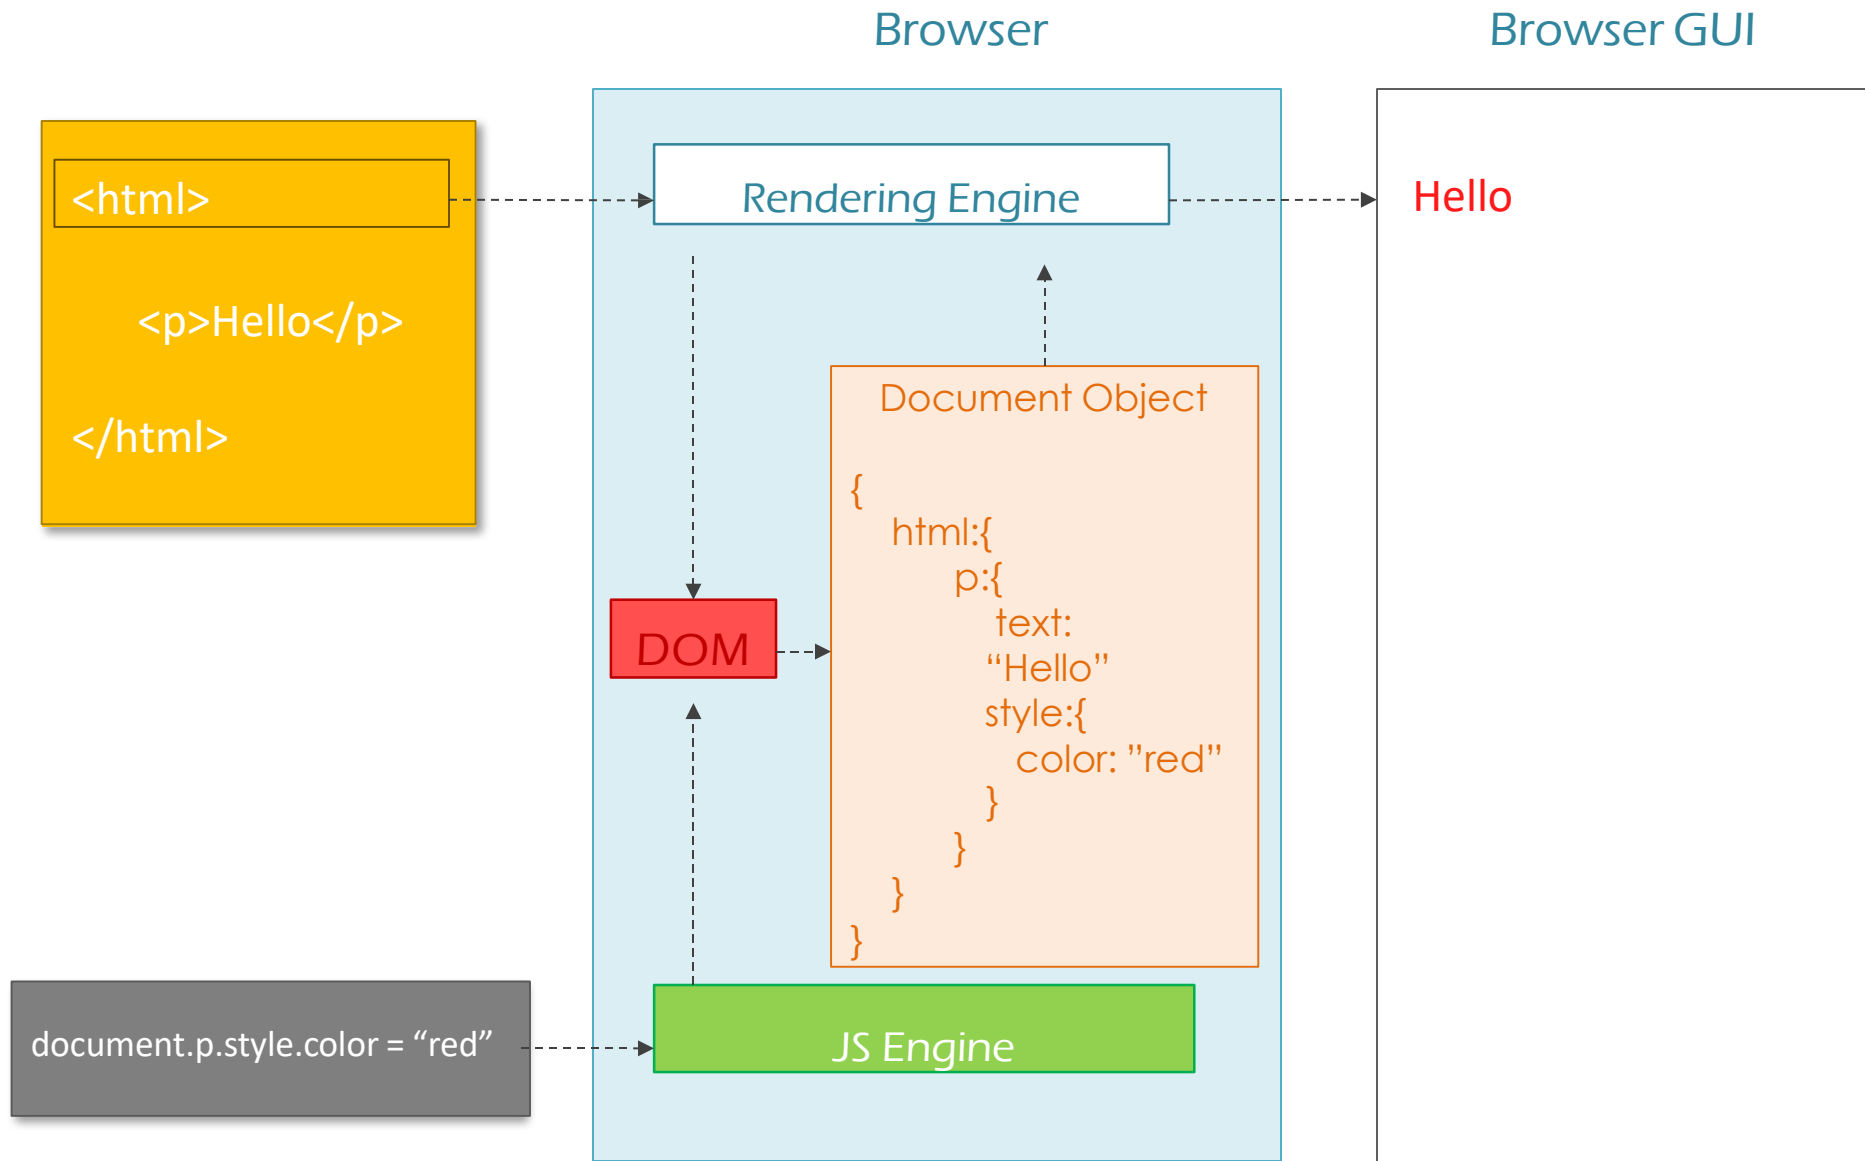 Browser
Browser GUI
<html>
<p>Hello</p>
</html>
Rendering Engine
Hello
DOM
Document Object
{
html:{
p:{
text:
“Hello”
style:{
color: ”red”
}
}
}
}
document.p.style.color = “red”
JS Engine